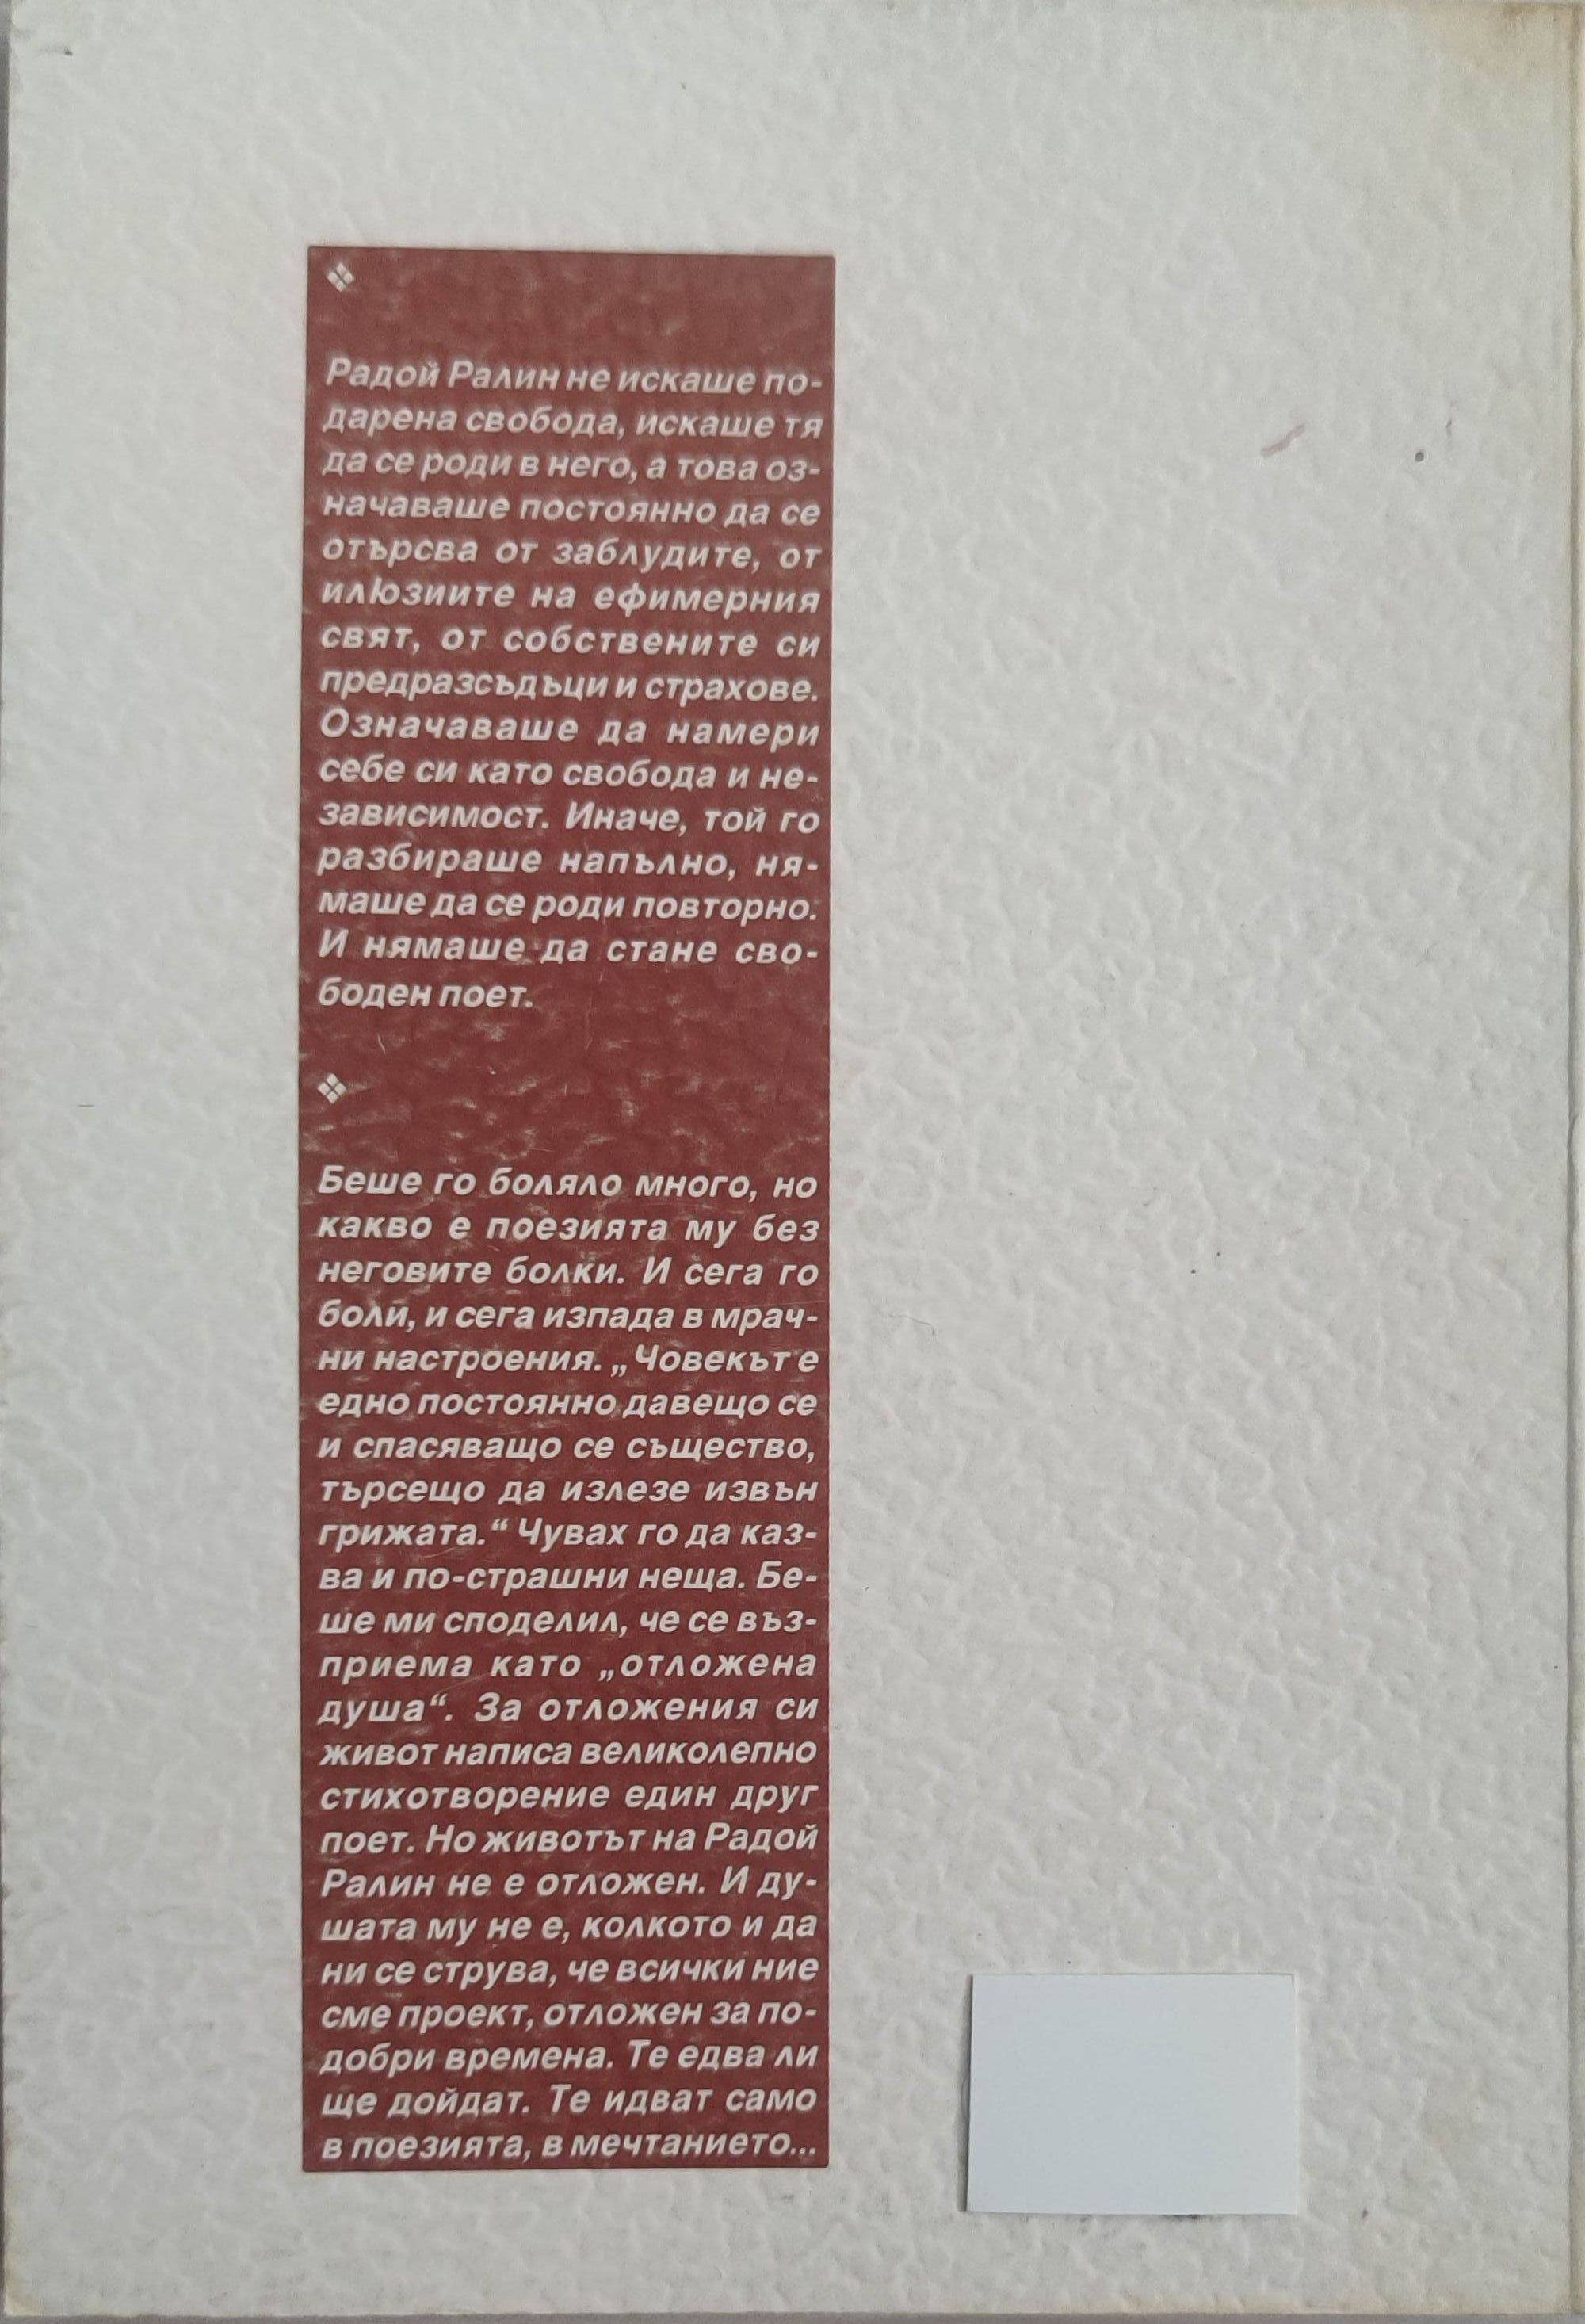 Радой Ралин не искаше по-
дарена свобода, искаше тя
да се роди в него, а това оз-
начаваше постоянно да се
отърсва от заблудите, от
илюзиите на ефимерния
свят, от собствените си
предразсъдъци и страхове.
Означаваше да намери
себе си като свобода и не-
зависимост. Иначе, той го
разбираше напълно, ня-
маше да се роди повторно.
И нямаше да стане сво-
боден поет.
Беше го боляло много, но
какво е поезията му без
неговите болки. И сега го
боли, и сега изпада в мрач-
ни настроения. „Човекът е
едно постоянно давещо се
и спасяващо се същество,
търсещо да излезе извън
грижата.“ Чувах го да каз-
ва и по-страшни неща. Бе-
ше ми споделил, че се въз-
приема като „отложена
душа“. За отложения си
живот написа великолепно
стихотворение един друг
поет. Но животът на Радой
Ралин не е отложен. И ду-
шата му не е, колкото и да
ни се струва, че всички ние
сме проект, отложен за по-
добри времена. Те едва ли
ще дойдат. Те идват само
в поезията, в мечтанието...